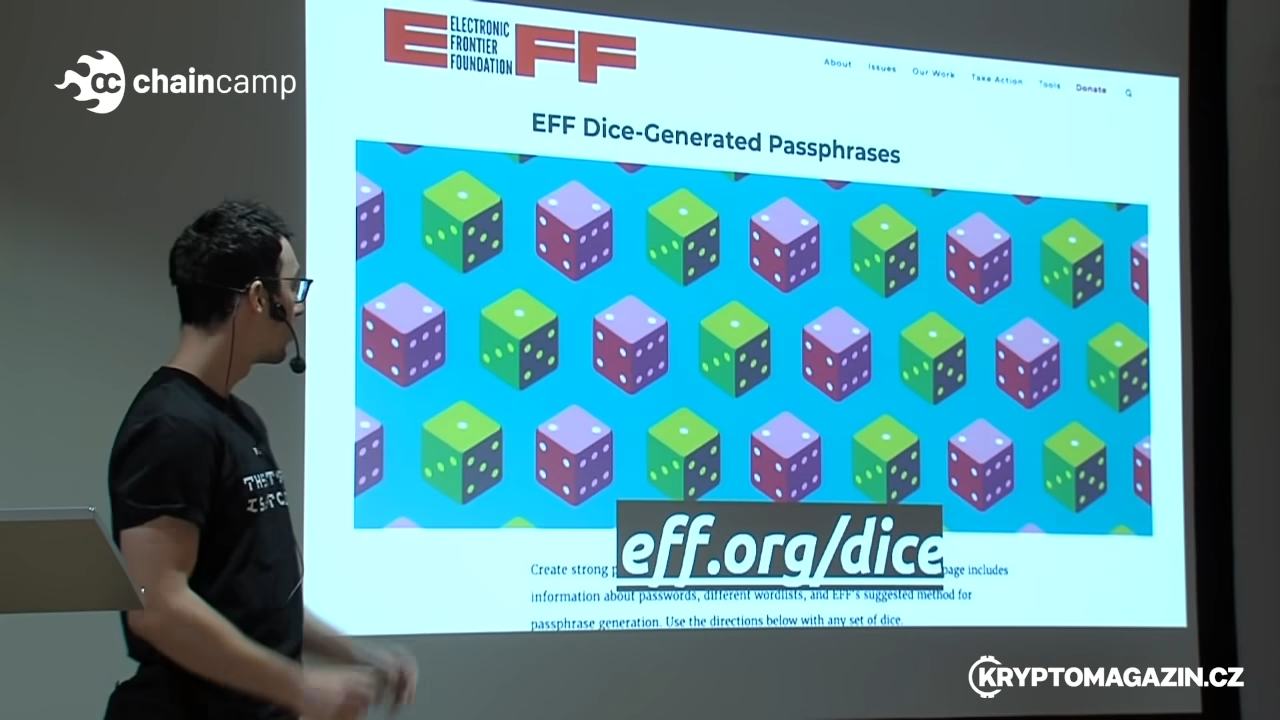 chaincamp
ELECTRONIC
FRONTIER
FOUNDATION
EFF
About Issues Our Work Take Action Tools Donate
EFF Dice-Generated Passphrases
eff.org/dice
Create strong page includes
information about passwords, different wordlists, and EFF's suggested method for
passphrase generation. Use the directions below with any set of dice.
KRYPTOMAGAZIN.CZ